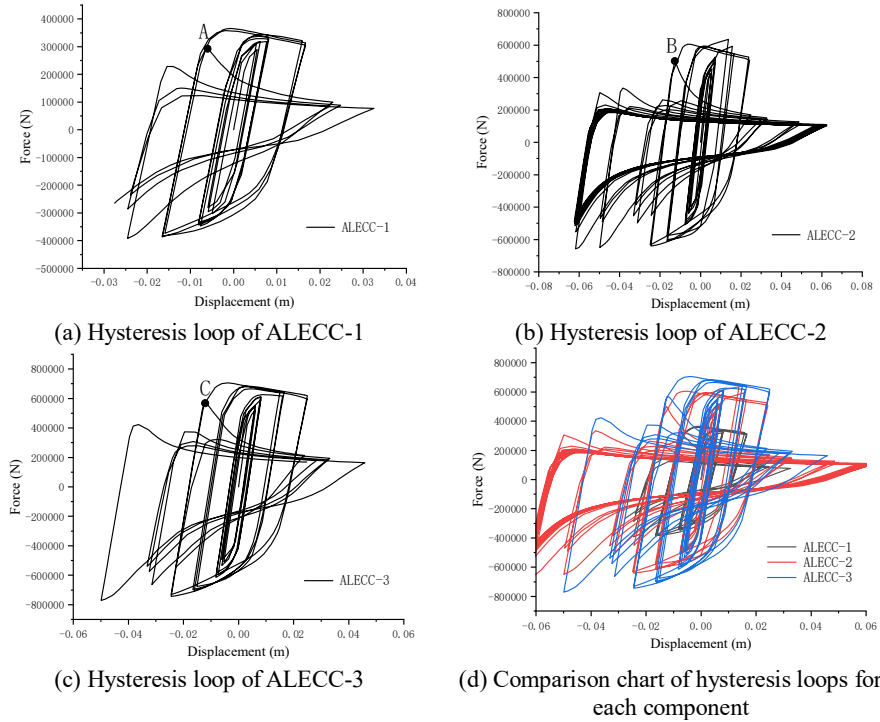 400000
300000
200000
100000
0
-100000
-200000
-300000
-400000
-500000
Force (N)
A
ALECC-1
-0.03 -0.02 -0.01 0.00 0.01 0.02 0.03 0.04
Displacement (m)
(a) Hysteresis loop of ALECC-1
800000
600000
400000
200000
0
-200000
-400000
-600000
-800000
Force (N)
B
ALECC-2
-0.08 -0.06 -0.04 -0.02 0.00 0.02 0.04 0.06 0.08
Displacement (m)
(b) Hysteresis loop of ALECC-2
800000
600000
400000
200000
0
-200000
-400000
-600000
-800000
Force (N)
C
ALECC-3
-0.06 -0.04 -0.02 0.00 0.02 0.04 0.06
Displacement (m)
(c) Hysteresis loop of ALECC-3
800000
600000
400000
200000
0
-200000
-400000
-600000
-800000
Force (N)
ALECC-1
ALECC-2
ALECC-3
-0.06 -0.04 -0.02 0.00 0.02 0.04 0.06
Displacement (m)
(d) Comparison chart of hysteresis loops for
each component